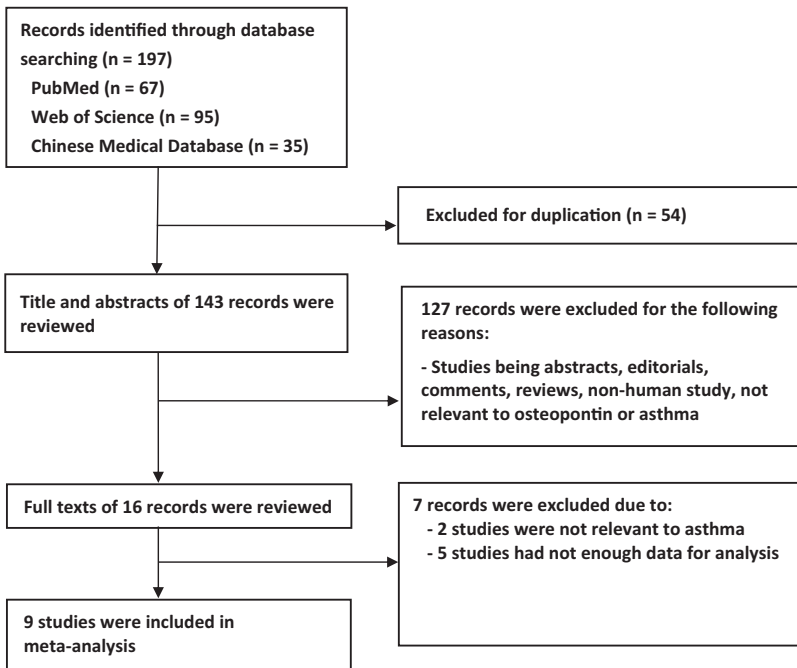 Records identified through database
searching (n = 197)
PubMed (n = 67)
Web of Science (n = 95)
Chinese Medical Database (n = 35)
Excluded for duplication (n = 54)
Title and abstracts of 143 records were
reviewed
127 records were excluded for the following
reasons:
- Studies being abstracts, editorials,
comments, reviews, non-human study, not
relevant to osteopontin or asthma
Full texts of 16 records were reviewed
7 records were excluded due to:
- 2 studies were not relevant to asthma
- 5 studies had not enough data for analysis
9 studies were included in
meta-analysis